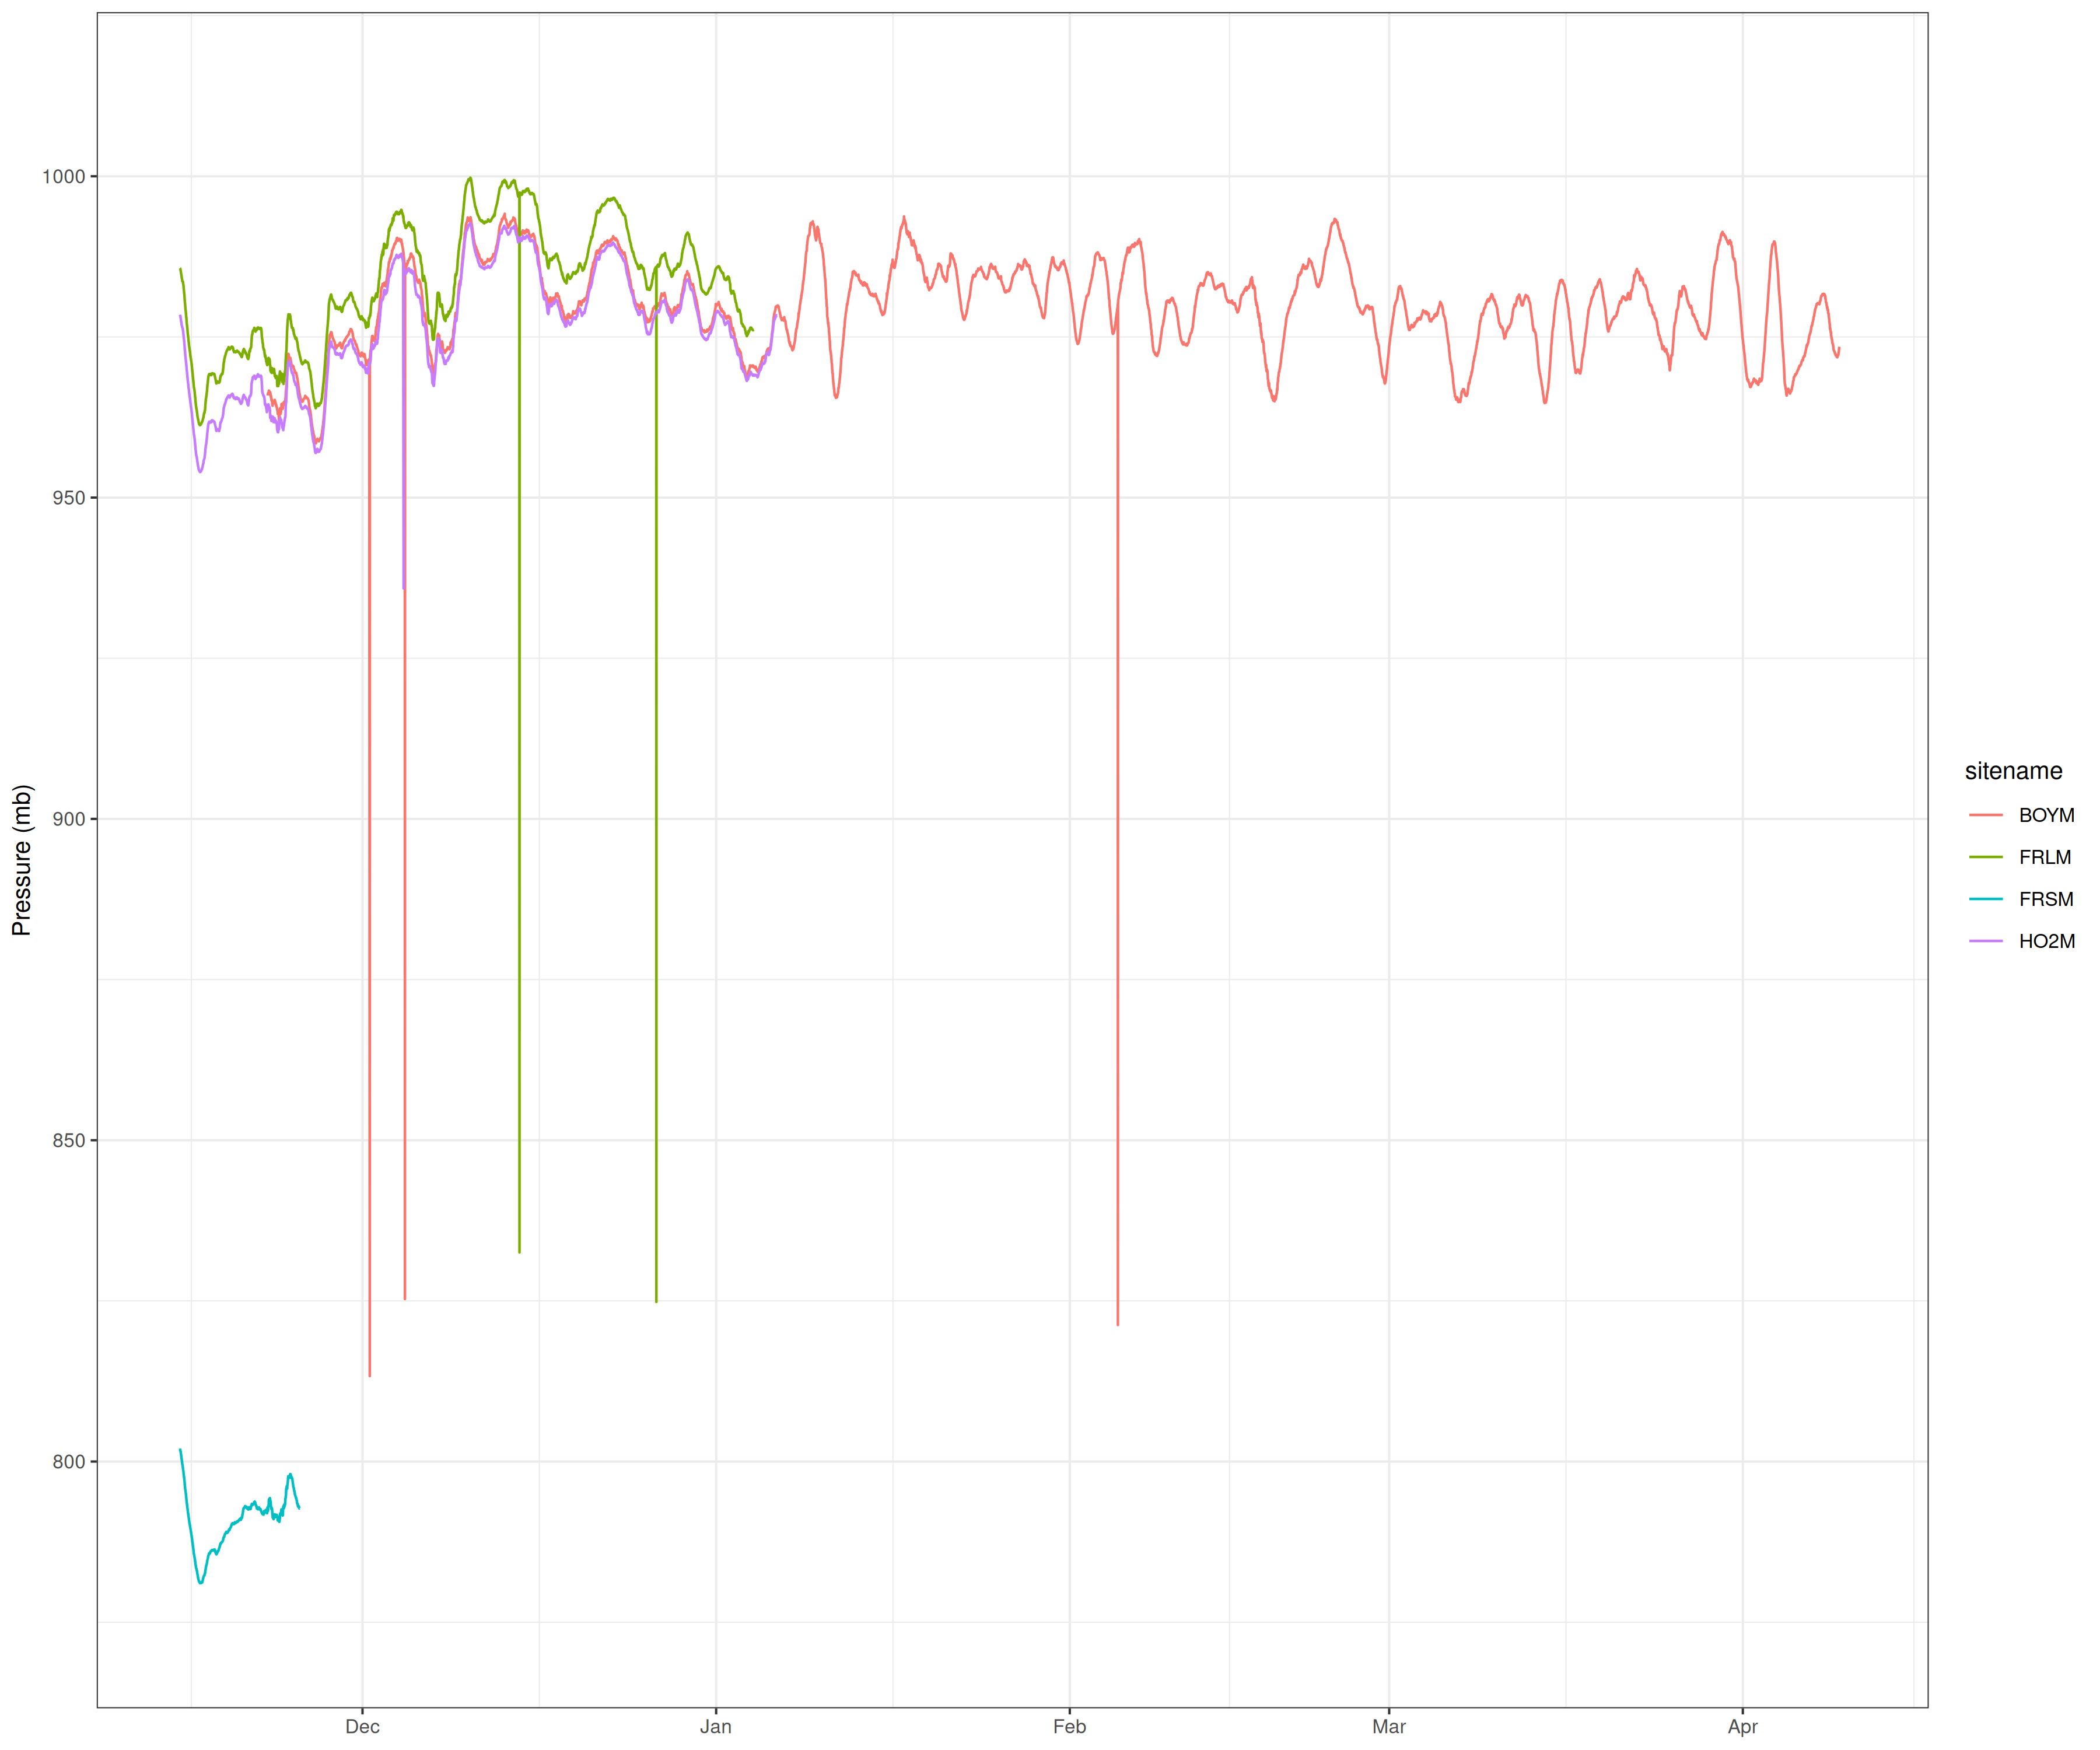 1000
950
900
850
800
Pressure (mb)
Dec
Jan
Feb
Mar
Apr
sitename
BOYM
FRLM
FRSM
HO2M